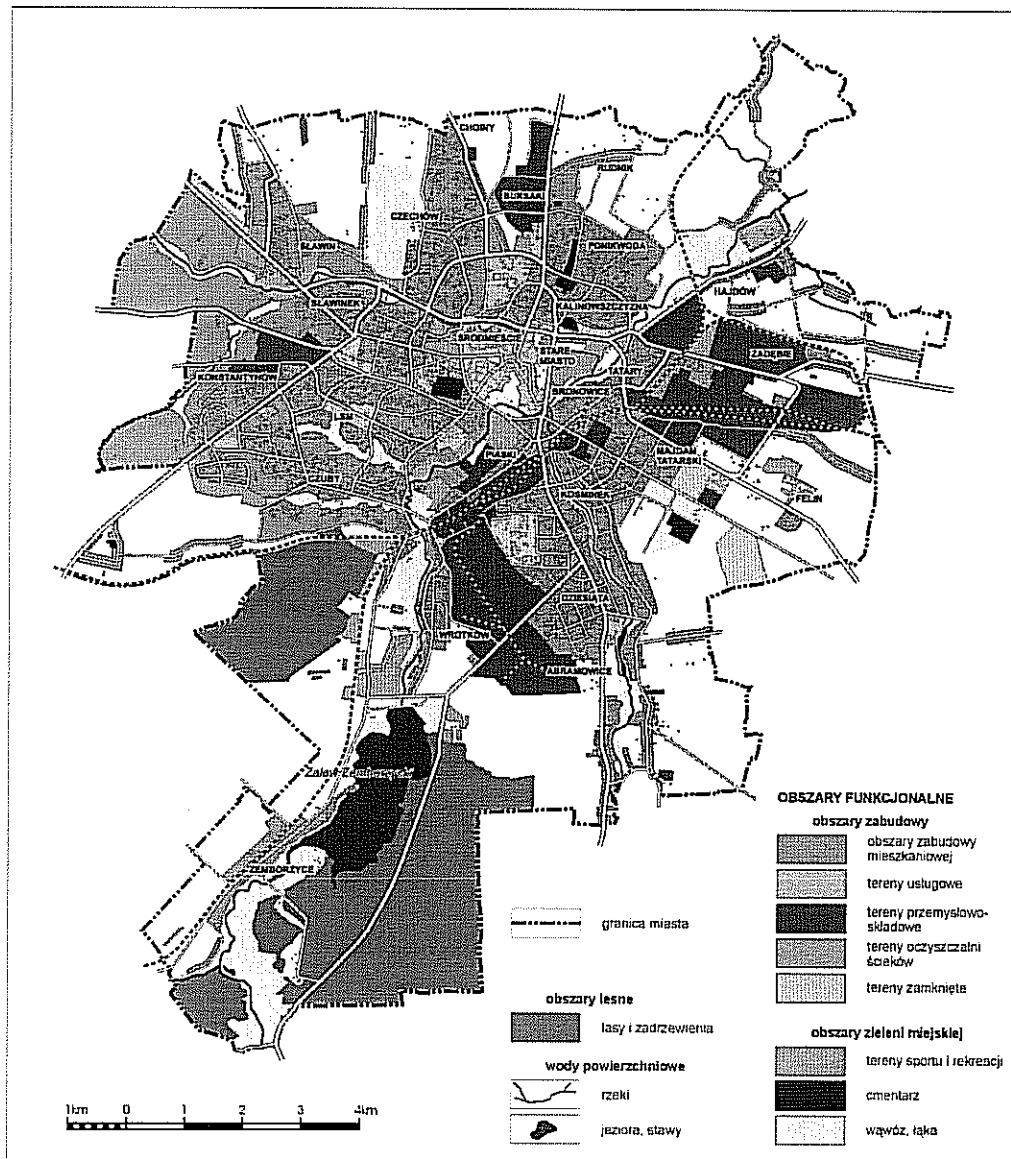 CHOINY
RUDNIK
BURSAKI
CZECHÓW
SŁAWIN
PONIKWODA
HAJDÓW
SŁAWINEK
KALINOWSZCZYZNA
ŚRÓDMIEŚCIE
STARE
MIASTO
ZADĘBIE
TATARY
KONSTANTYNÓW
BRONOWICE
LSM
PIASKI
MAJDAN
TATARSKI
CZUBY
KOŚMINEK
FELIN
DZIESIĄTA
WROTKÓW
ABRAMOWICE
Zalew Zemborzycki
ZEMBORZYCE
OBSZARY FUNKCJONALNE
obszary zabudowy
obszary zabudowy
mieszkaniowej
tereny usługowe
tereny przemysłowo-
składowe
tereny oczyszczalni
ścieków
tereny zamknięte
granica miasta
obszary leśne
lasy i zadrzewienia
obszary zieleni miejskiej
tereny sportu i rekreacji
cmentarz
wąwóz, łąka
wody powierzchniowe
rzeki
jeziora, stawy
1km 0 1 2 3 4km